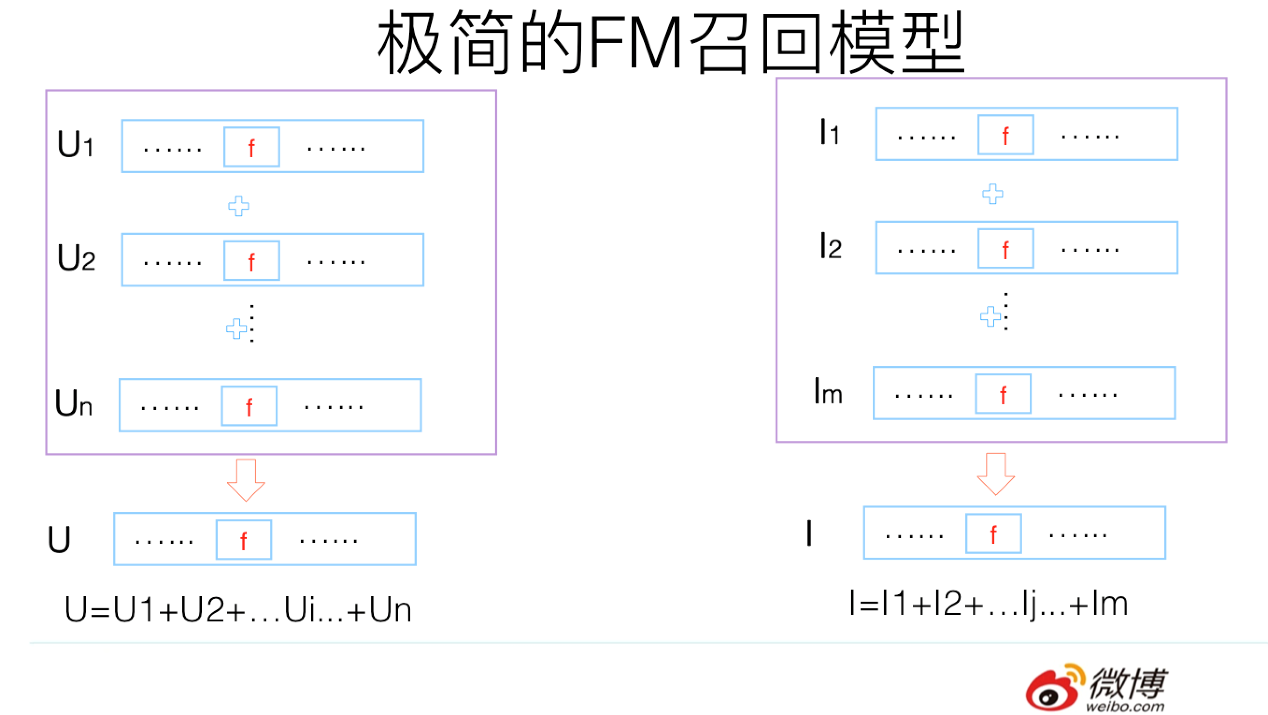 极简的FM召回模型
U1 ...... f ......
U2 ...... f ......
Un ...... f ......
U ...... f ......
U=U1+U2+...Ui...+Un
I1 ...... f ......
I2 ...... f ......
Im ...... f ......
I ...... f ......
I=I1+I2+...Ij...+Im
微博
weibo.com